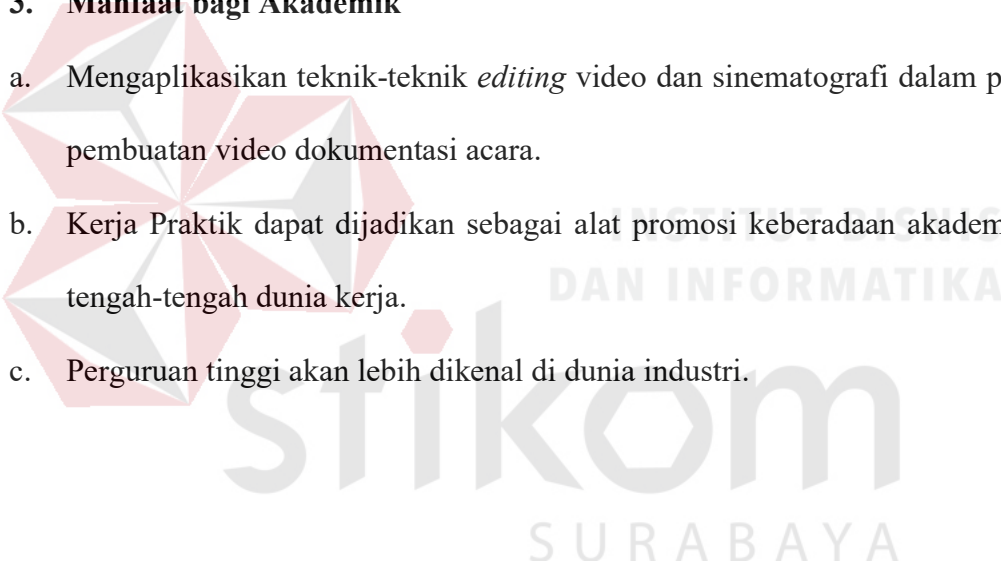 3. Manfaat bagi Akademik
a. Mengaplikasikan teknik-teknik editing video dan sinematografi dalam p
pembuatan video dokumentasi acara.
b. Kerja Praktik dapat dijadikan sebagai alat promosi keberadaan akadem
tengah-tengah dunia kerja.
c. Perguruan tinggi akan lebih dikenal di dunia industri.
INSTITUT BISNIS
DAN INFORMATIKA
stikom
SURABAYA